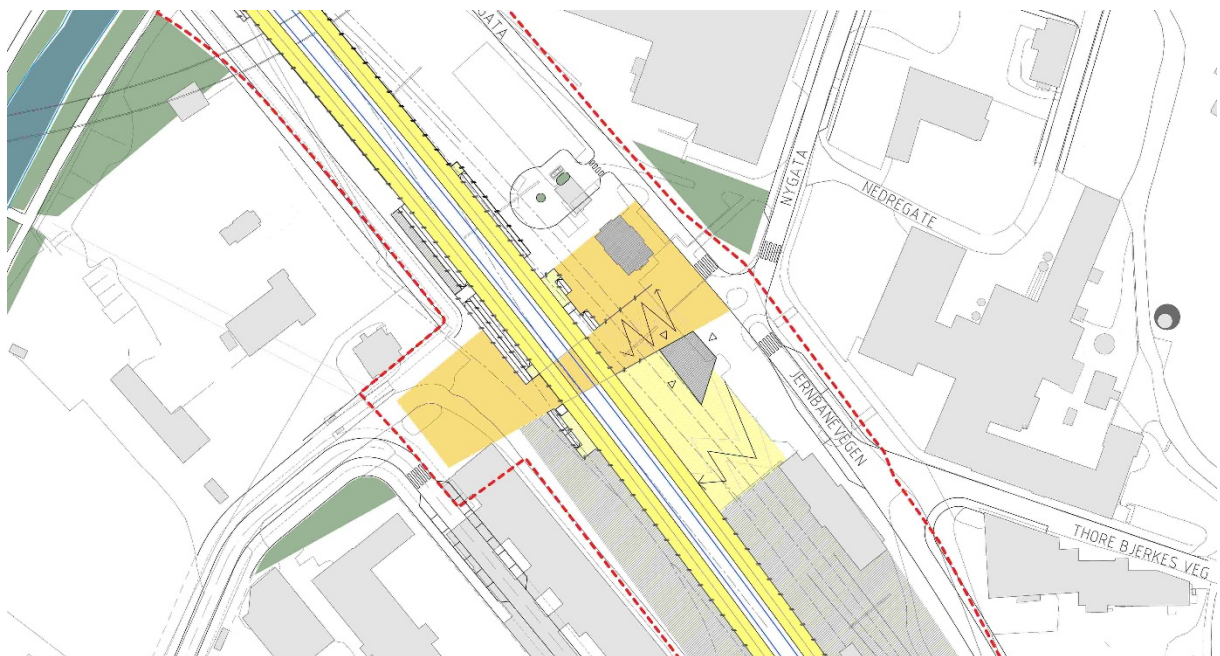 GATA
NYGATA
NEDREGATE
JERNBANEVEGEN
THORE BJERKES VEG